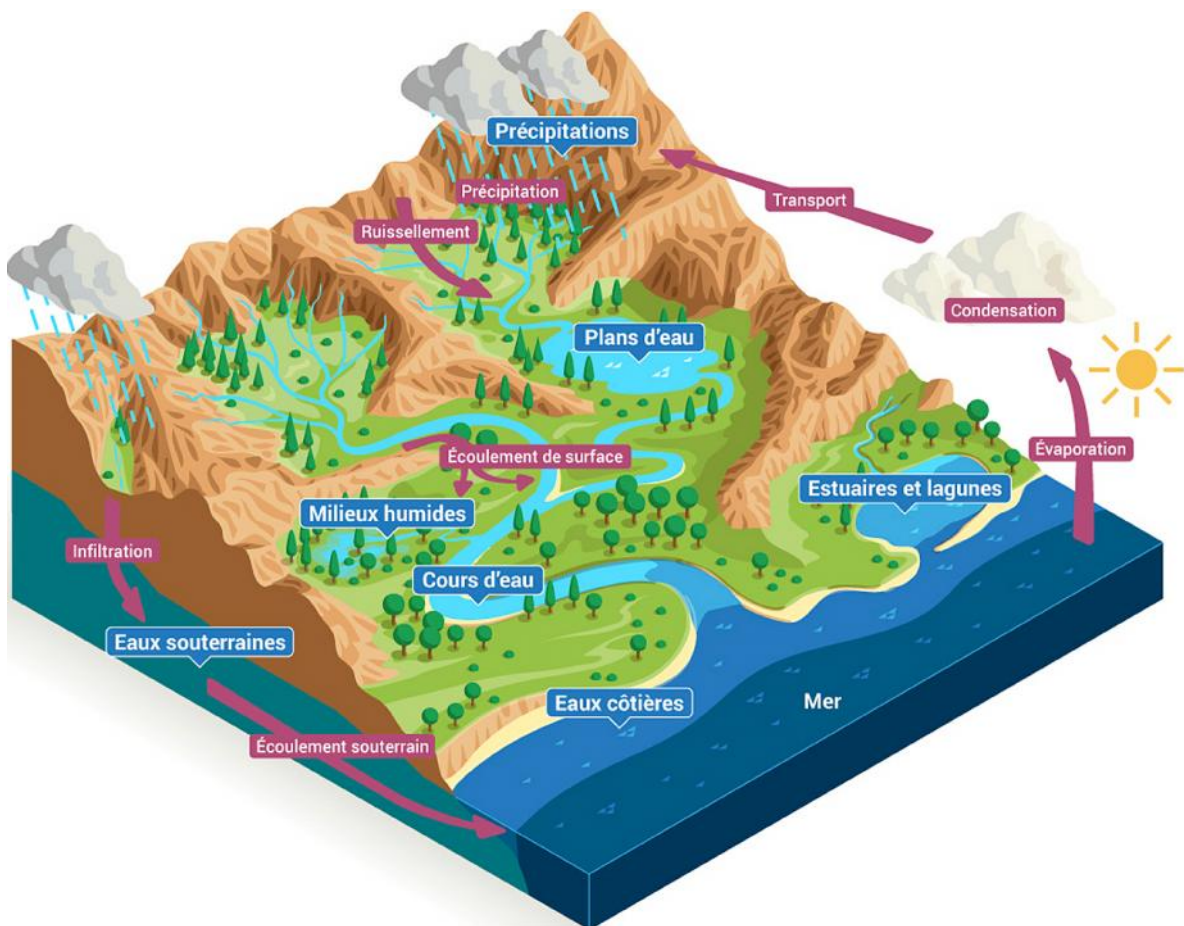 Précipitations
Précipitation
Transport
Ruissellement
Condensation
Plans d'eau
Évaporation
Écoulement de surface
Estuaires et lagunes
Milieux humides
Infiltration
Cours d'eau
Eaux souterraines
Eaux côtières
Mer
Écoulement souterrain